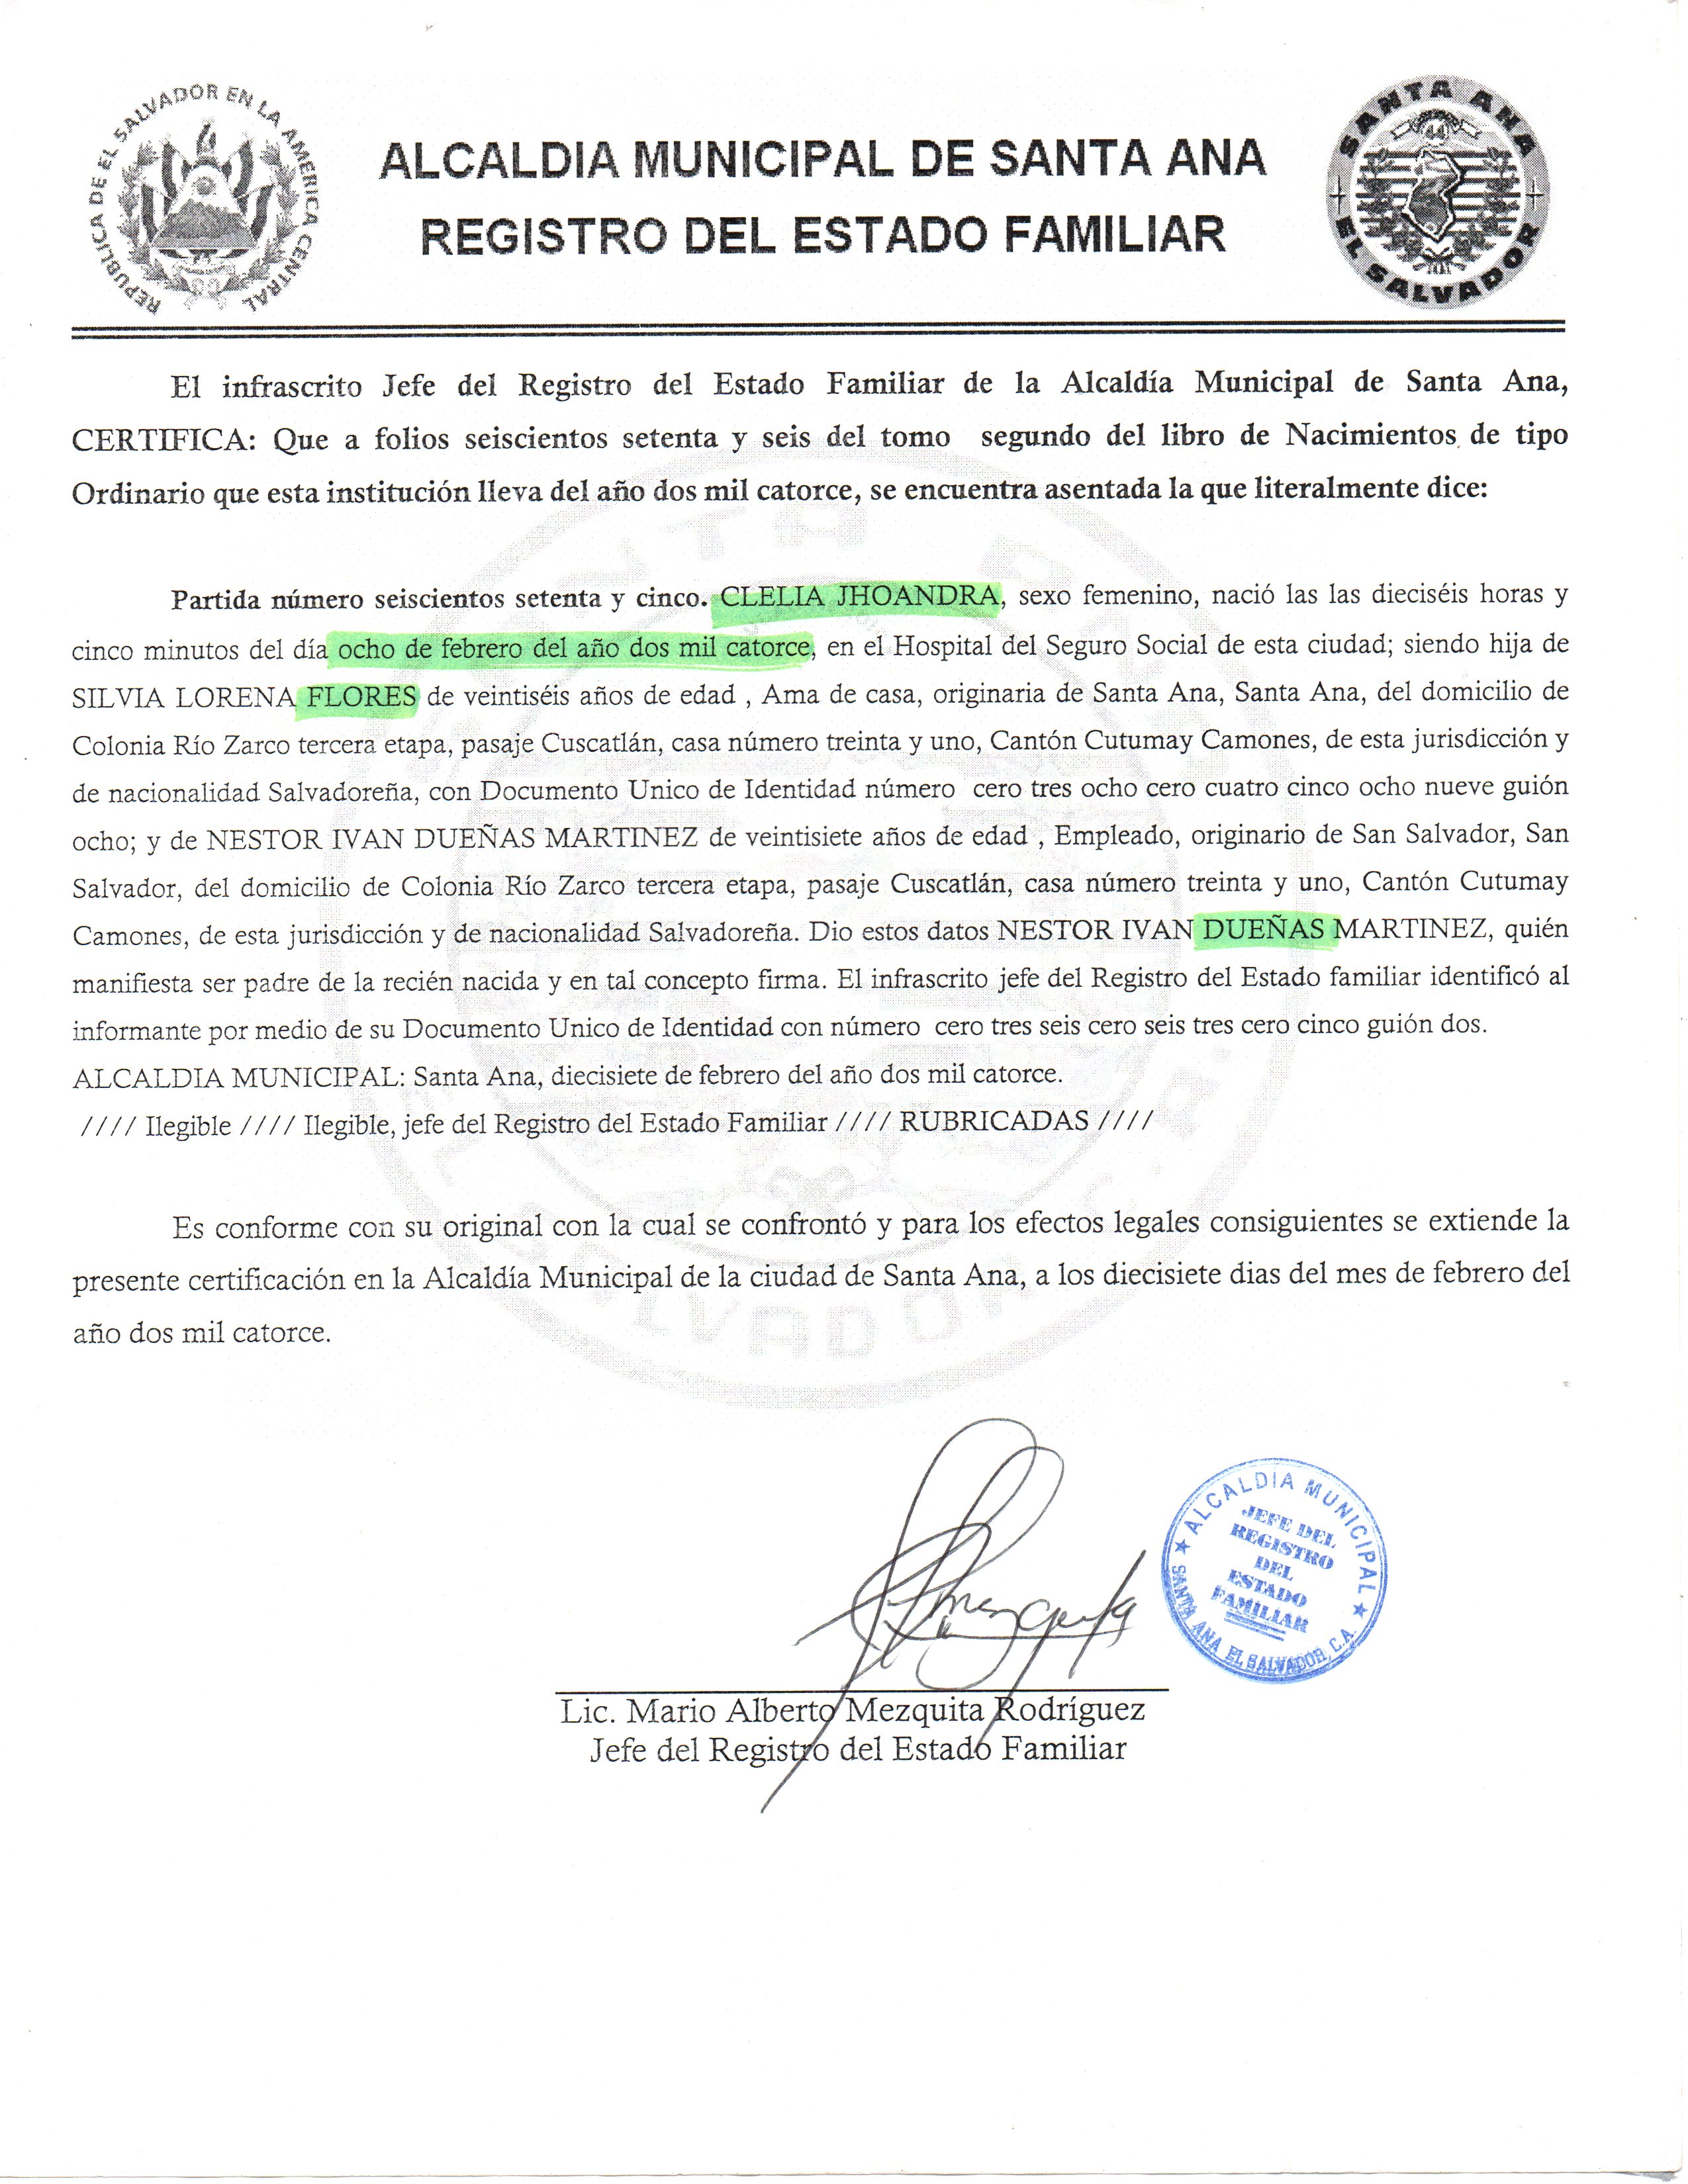 REPUBLICA DE EL SALVADOR EN LA AMERICA CENTRAL
SANTA ANA
EL SALVADOR
ALCALDIA MUNICIPAL DE SANTA ANA
REGISTRO DEL ESTADO FAMILIAR
El infrascrito Jefe del Registro del Estado Familiar de la Alcaldía Municipal de Santa Ana,
CERTIFICA: Que a folios seiscientos setenta y seis del tomo segundo del libro de Nacimientos de tipo
Ordinario que esta institución lleva del año dos mil catorce, se encuentra asentada la que literalmente dice:
Partida número seiscientos setenta y cinco. CLELIA JHOANDRA, sexo femenino, nació las las dieciséis horas y
cinco minutos del día ocho de febrero del año dos mil catorce, en el Hospital del Seguro Social de esta ciudad; siendo hija de
SILVIA LORENA FLORES de veintiséis años de edad , Ama de casa, originaria de Santa Ana, Santa Ana, del domicilio de
Colonia Río Zarco tercera etapa, pasaje Cuscatlán, casa número treinta y uno, Cantón Cutumay Camones, de esta jurisdicción y
de nacionalidad Salvadoreña, con Documento Unico de Identidad número cero tres ocho cero cuatro cinco ocho nueve guión
ocho; y de NESTOR IVAN DUEÑAS MARTINEZ de veintisiete años de edad , Empleado, originario de San Salvador, San
Salvador, del domicilio de Colonia Río Zarco tercera etapa, pasaje Cuscatlán, casa número treinta y uno, Cantón Cutumay
Camones, de esta jurisdicción y de nacionalidad Salvadoreña. Dio estos datos NESTOR IVAN DUEÑAS MARTINEZ, quién
manifiesta ser padre de la recién nacida y en tal concepto firma. El infrascrito jefe del Registro del Estado familiar identificó al
informante por medio de su Documento Unico de Identidad con número cero tres seis cero seis tres cero cinco guión dos.
ALCALDIA MUNICIPAL: Santa Ana, diecisiete de febrero del año dos mil catorce.
//// Ilegible //// Ilegible, jefe del Registro del Estado Familiar //// RUBRICADAS ////
Es conforme con su original con la cual se confrontó y para los efectos legales consiguientes se extiende la
presente certificación en la Alcaldía Municipal de la ciudad de Santa Ana, a los diecisiete dias del mes de febrero del
año dos mil catorce.
ALCALDIA MUNICIPAL
JEFE DEL
REGISTRO
DEL
ESTADO
FAMILIAR
SANTA ANA EL SALVADOR, C.A.
Lic. Mario Alberto Mezquita Rodríguez
Jefe del Registro del Estado Familiar